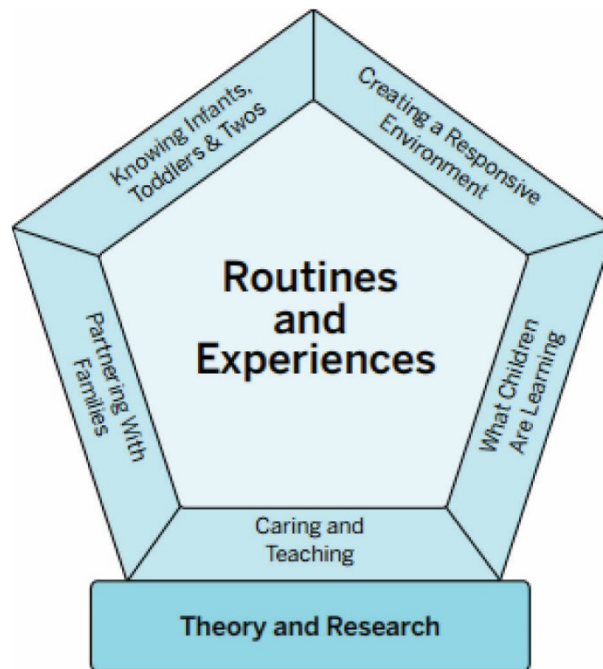 Knowing Infants,
Toddlers & Twos
Creating a Responsive
Environment
Routines
and
Experiences
Partnering With
Families
What Children
Are Learning
Caring and
Teaching
Theory and Research